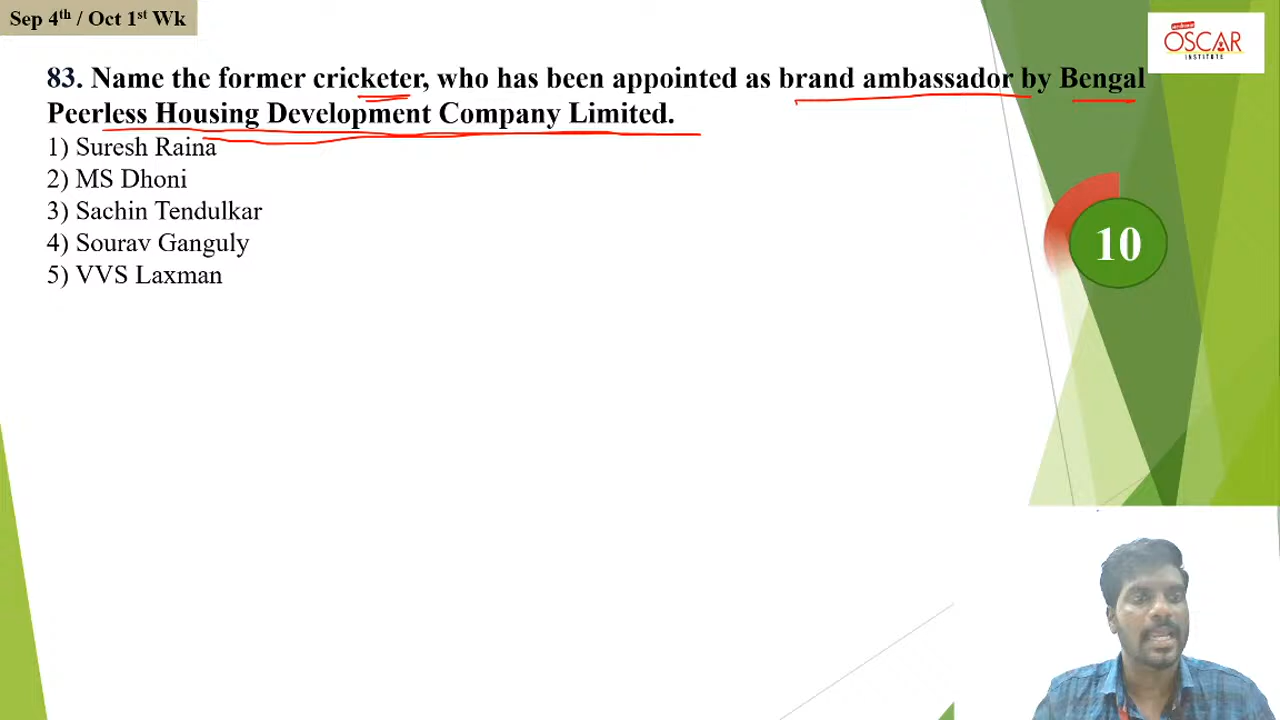 Sep 4th / Oct 1st Wk
OSCAR
INSTITUTE
83. Name the former cricketer, who has been appointed as brand ambassador by Bengal
Peerless Housing Development Company Limited.
1) Suresh Raina
2) MS Dhoni
3) Sachin Tendulkar
4) Sourav Ganguly
5) VVS Laxman
10